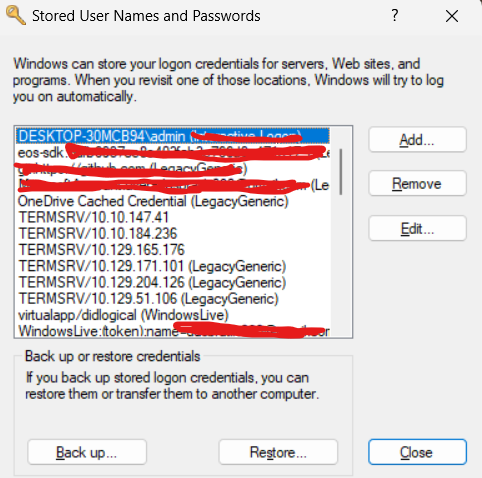 Stored User Names and Passwords
?
Windows can store your logon credentials for servers, Web sites, and
programs. When you revisit one of those locations, Windows will try to log
you on automatically.
DESKTOP-30MCB94\admin (Interactive Logon)
eos-sdk
(LegacyGeneric)
(Le
OneDrive Cached Credential (LegacyGeneric)
TERMSRV/10.10.147.41
TERMSRV/10.10.184.236
TERMSRV/10.129.165.176
TERMSRV/10.129.171.101 (LegacyGeneric)
TERMSRV/10.129.204.126 (LegacyGeneric)
TERMSRV/10.129.51.106 (LegacyGeneric)
virtualapp/didlogical (WindowsLive)
WindowsLive:(token):name
Add...
Remove
Edit...
Back up or restore credentials
If you back up stored logon credentials, you can
restore them or transfer them to another computer.
Back up...
Restore...
Close